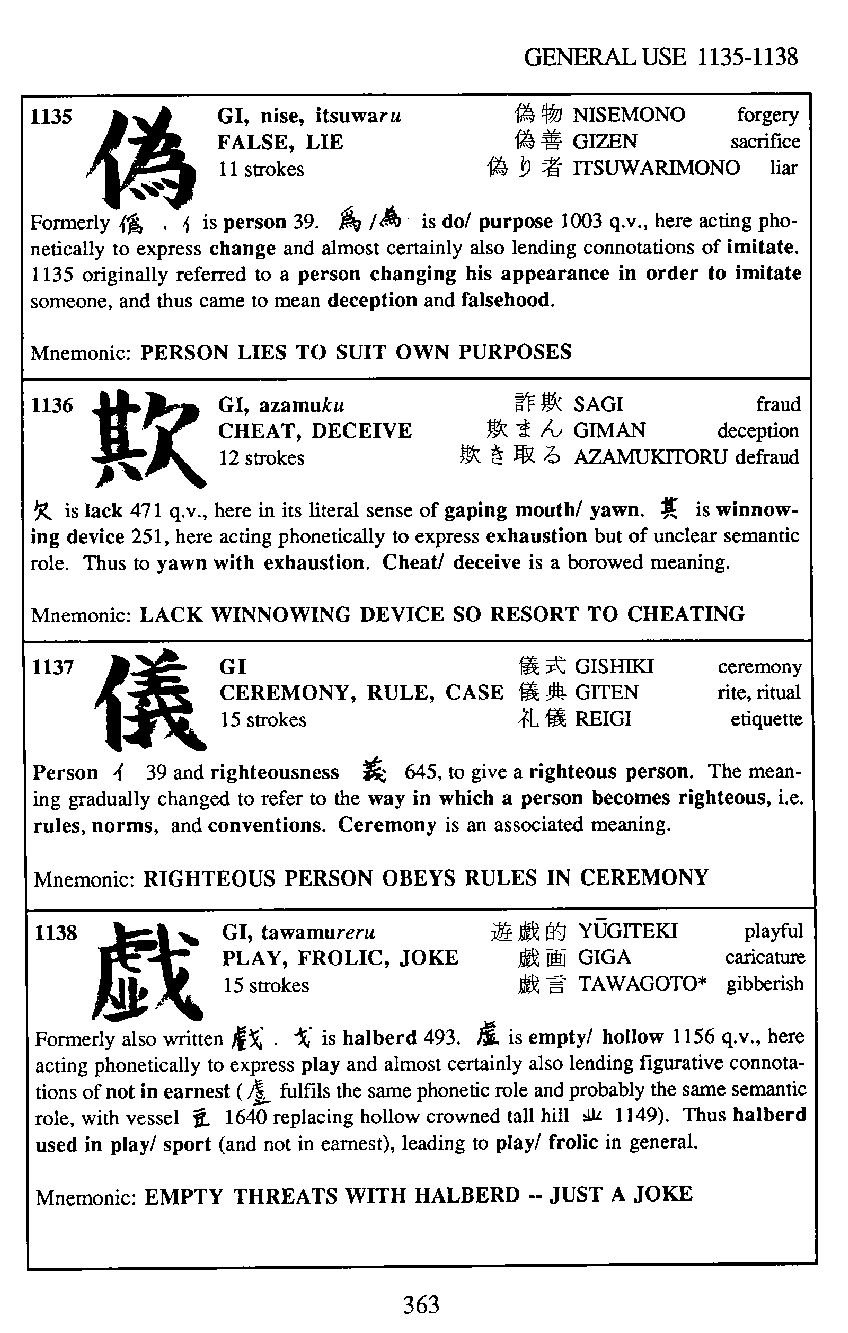 GENERAL USE 1135-1138
1135 偽 GI, nise, itsuwaru 偽物 NISEMONO forgery
FALSE, LIE 偽善 GIZEN sacrifice
11 strokes 偽り者 ITSUWARIMONO liar
Formerly 僞 . 亻 is person 39. 爲/為 is do/ purpose 1003 q.v., here acting pho-
netically to express change and almost certainly also lending connotations of imitate.
1135 originally referred to a person changing his appearance in order to imitate
someone, and thus came to mean deception and falsehood.
Mnemonic: PERSON LIES TO SUIT OWN PURPOSES
1136 欺 GI, azamuku 詐欺 SAGI fraud
CHEAT, DECEIVE 欺まん GIMAN deception
12 strokes 欺き取る AZAMUKITORU defraud
欠 is lack 471 q.v., here in its literal sense of gaping mouth/ yawn. 其 is winnow-
ing device 251, here acting phonetically to express exhaustion but of unclear semantic
role. Thus to yawn with exhaustion. Cheat/ deceive is a borowed meaning.
Mnemonic: LACK WINNOWING DEVICE SO RESORT TO CHEATING
1137 儀 GI 儀式 GISHIKI ceremony
CEREMONY, RULE, CASE 儀典 GITEN rite, ritual
15 strokes 礼儀 REIGI etiquette
Person 亻 39 and righteousness 義 645, to give a righteous person. The mean-
ing gradually changed to refer to the way in which a person becomes righteous, i.e.
rules, norms, and conventions. Ceremony is an associated meaning.
Mnemonic: RIGHTEOUS PERSON OBEYS RULES IN CEREMONY
1138 戯 GI, tawamureru 遊戯的 YŪGITEKI playful
PLAY, FROLIC, JOKE 戯画 GIGA caricature
15 strokes 戯言 TAWAGOTO* gibberish
Formerly also written 戲 . 戈 is halberd 493. 虚 is empty/ hollow 1156 q.v., here
acting phonetically to express play and almost certainly also lending figurative connota-
tions of not in earnest ( fulfils the same phonetic role and probably the same semantic
role, with vessel 豆 1640 replacing hollow crowned tall hill 业 1149). Thus halberd
used in play/ sport (and not in earnest), leading to play/ frolic in general.
Mnemonic: EMPTY THREATS WITH HALBERD -- JUST A JOKE
363